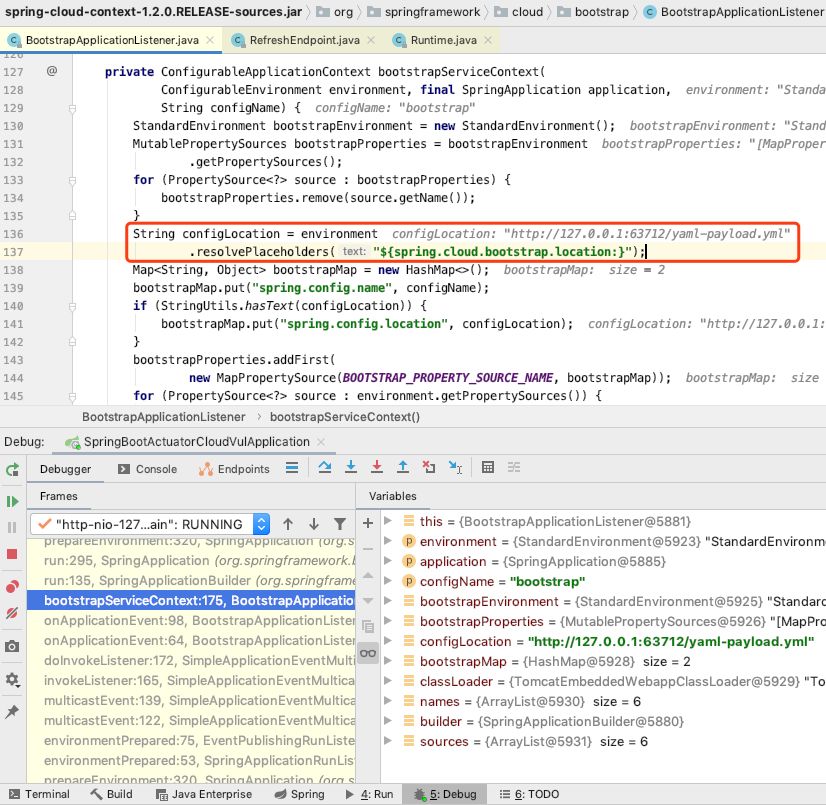 spring-cloud-context-1.2.0.RELEASE-sources.jar org springframework cloud bootstrap BootstrapApplicationListener
BootstrapApplicationListener.java RefreshEndpoint.java Runtime.java
126
127 @ private ConfigurableApplicationContext bootstrapServiceContext(
128 ConfigurableEnvironment environment, final SpringApplication application, environment: "Standa
129 String configName) { configName: "bootstrap"
130 StandardEnvironment bootstrapEnvironment = new StandardEnvironment(); bootstrapEnvironment: "Stand
131 MutablePropertySources bootstrapProperties = bootstrapEnvironment bootstrapProperties: "[MapProper
132 .getPropertySources();
133 for (PropertySource<?> source : bootstrapProperties) {
134 bootstrapProperties.remove(source.getName());
135 }
136 String configLocation = environment configLocation: "http://127.0.0.1:63712/yaml-payload.yml"
137 .resolvePlaceholders( text: "${spring.cloud.bootstrap.location:}");
138 Map<String, Object> bootstrapMap = new HashMap<>(); bootstrapMap: size = 2
139 bootstrapMap.put("spring.config.name", configName);
140 if (StringUtils.hasText(configLocation)) {
141 bootstrapMap.put("spring.config.location", configLocation); configLocation: "http://127.0.0.1:
142 }
143 bootstrapProperties.addFirst(
144 new MapPropertySource(BOOTSTRAP_PROPERTY_SOURCE_NAME, bootstrapMap)); bootstrapMap: size
145 for (PropertySource<?> source : environment.getPropertySources()) {
BootstrapApplicationListener › bootstrapServiceContext()
Debug: SpringBootActuatorCloudVulApplication
Debugger Console Endpoints
Frames
"http-nio-127...ain": RUNNING
prepareEnvironment:320, SpringApplication (org.sp
run:295, SpringApplication (org.springframework.b
run:135, SpringApplicationBuilder (org.springframe
bootstrapServiceContext:175, BootstrapApplicatio
onApplicationEvent:98, BootstrapApplicationListe
onApplicationEvent:64, BootstrapApplicationListe
doInvokeListener:172, SimpleApplicationEventMulti
invokeListener:165, SimpleApplicationEventMultic
multicastEvent:139, SimpleApplicationEventMultic
multicastEvent:122, SimpleApplicationEventMultic
environmentPrepared:75, EventPublishingRunListe
environmentPrepared:53, SpringApplicationRunList
prepareEnvironment:320, SpringApplication (org.sp
Variables
this = {BootstrapApplicationListener@5881}
environment = {StandardEnvironment@5923} "StandardEnvironme
application = {SpringApplication@5885}
configName = "bootstrap"
bootstrapEnvironment = {StandardEnvironment@5925} "Standa
bootstrapProperties = {MutablePropertySources@5926} "[MapPro
configLocation = "http://127.0.0.1:63712/yaml-payload.yml"
bootstrapMap = {HashMap@5928} size = 2
classLoader = {TomcatEmbeddedWebappClassLoader@5929} "To
names = {ArrayList@5930} size = 6
builder = {SpringApplicationBuilder@5880}
sources = {ArrayList@5931} size = 6
Terminal Build Java Enterprise Spring 4: Run 5: Debug 6: TODO